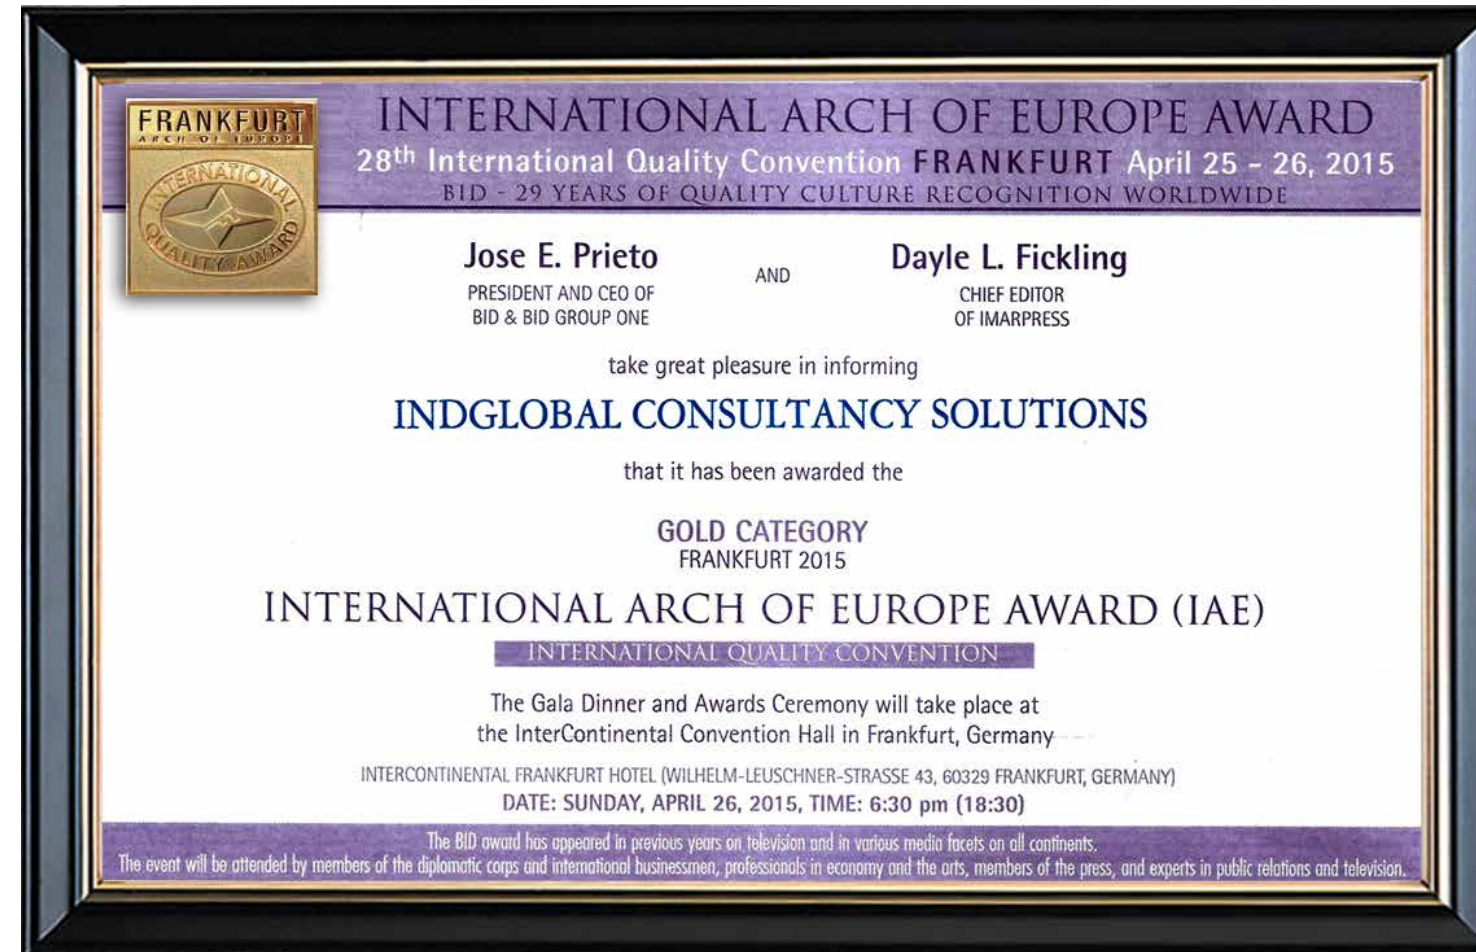 FRANKFURT
ARCH OF EUROPE
INTERNATIONAL
QUALITY AWARD
INTERNATIONAL ARCH OF EUROPE AWARD
28th International Quality Convention FRANKFURT April 25 - 26, 2015
BID - 29 YEARS OF QUALITY CULTURE RECOGNITION WORLDWIDE
Jose E. Prieto AND Dayle L. Fickling
PRESIDENT AND CEO OF CHIEF EDITOR
BID & BID GROUP ONE OF IMARPRESS
take great pleasure in informing
INDGLOBAL CONSULTANCY SOLUTIONS
that it has been awarded the
GOLD CATEGORY
FRANKFURT 2015
INTERNATIONAL ARCH OF EUROPE AWARD (IAE)
INTERNATIONAL QUALITY CONVENTION
The Gala Dinner and Awards Ceremony will take place at
the InterContinental Convention Hall in Frankfurt, Germany
INTERCONTINENTAL FRANKFURT HOTEL (WILHELM-LEUSCHNER-STRASSE 43, 60329 FRANKFURT, GERMANY)
DATE: SUNDAY, APRIL 26, 2015, TIME: 6:30 pm (18:30)
The BID award has appeared in previous years on television and in various media facets on all continents.
The event will be attended by members of the diplomatic corps and international businessmen, professionals in economy and the arts, members of the press, and experts in public relations and television.